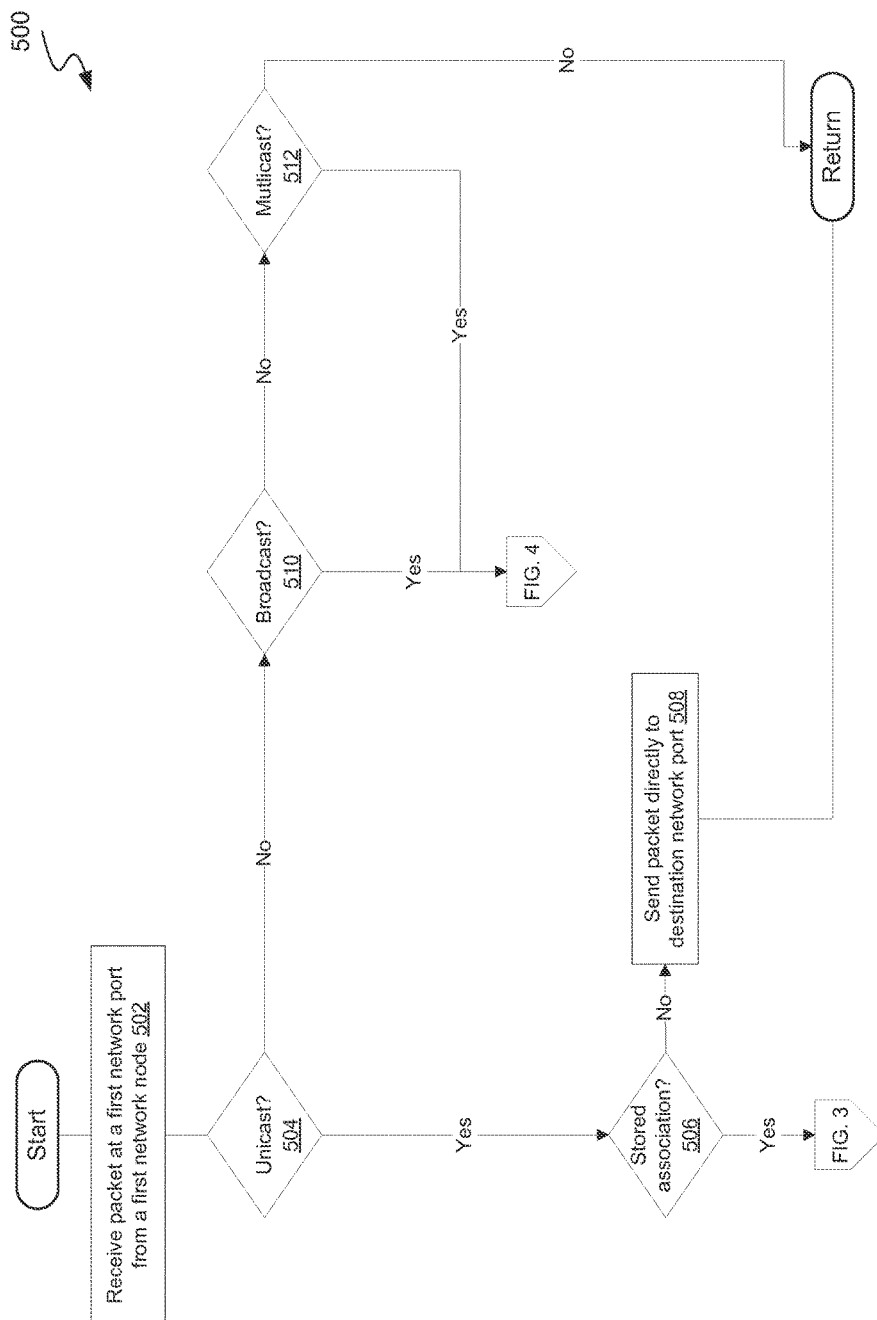 500
Start
Receive packet at a first network port
from a first network node 502
Unicast?
504
No
Broadcast?
510
No
Mutlicast?
512
No
Yes
Yes
Yes
FIG. 4
Stored
association?
506
No
Send packet directly to
destination network port 508
Yes
FIG. 3
Return